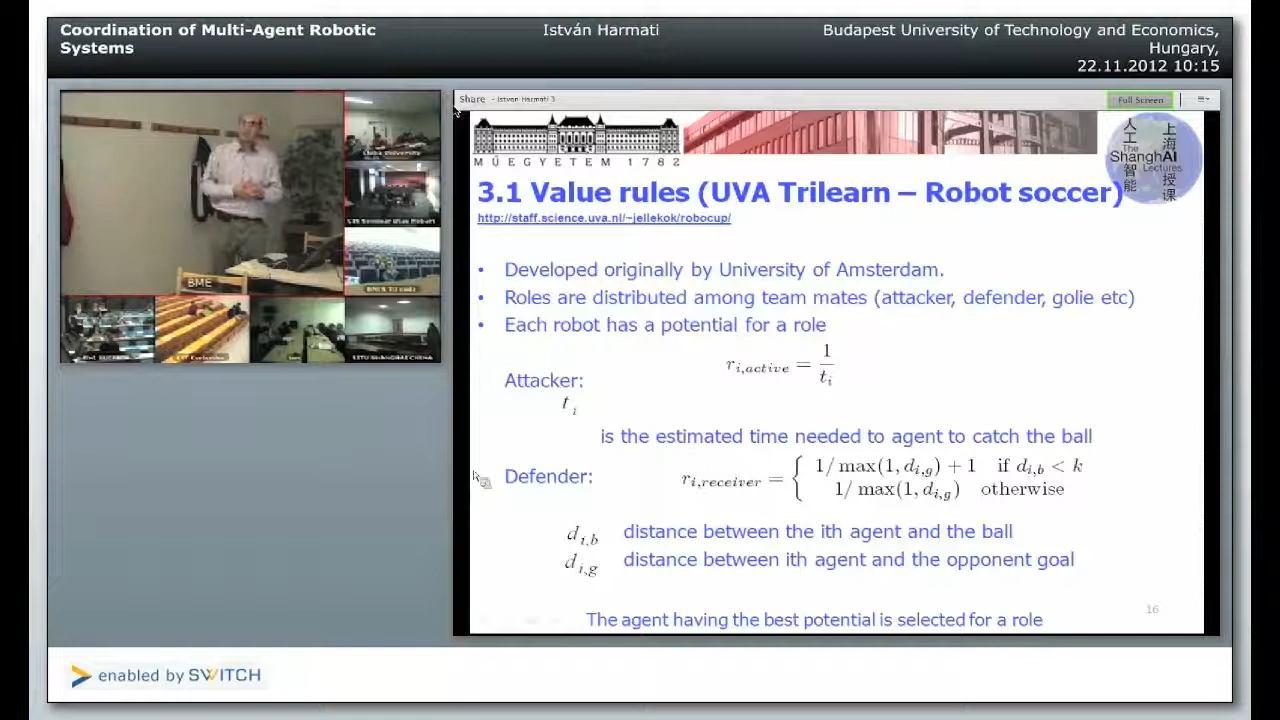 Coordination of Multi-Agent Robotic
Systems
István Harmati
Budapest University of Technology and Economics,
Hungary,
22.11.2012 10:15
Share - Istvan Harmati 3
Full Screen
MŰEGYETEM 1782
人工智能
The
ShanghAI
Lectures
上海授课
3.1 Value rules (UVA Trilearn – Robot soccer)
http://staff.science.uva.nl/~jellekok/robocup/
• Developed originally by University of Amsterdam.
• Roles are distributed among team mates (attacker, defender, golie etc)
• Each robot has a potential for a role
r_{i,active} = 1/t_i
Attacker:
t_i
is the estimated time needed to agent to catch the ball
Defender: r_{i,receiver} = { 1/max(1, d_{i,g}) + 1 if d_{i,b} < k
1/max(1, d_{i,g}) otherwise
d_{i,b} distance between the ith agent and the ball
d_{i,g} distance between ith agent and the opponent goal
16
The agent having the best potential is selected for a role
BME
enabled by SWITCH